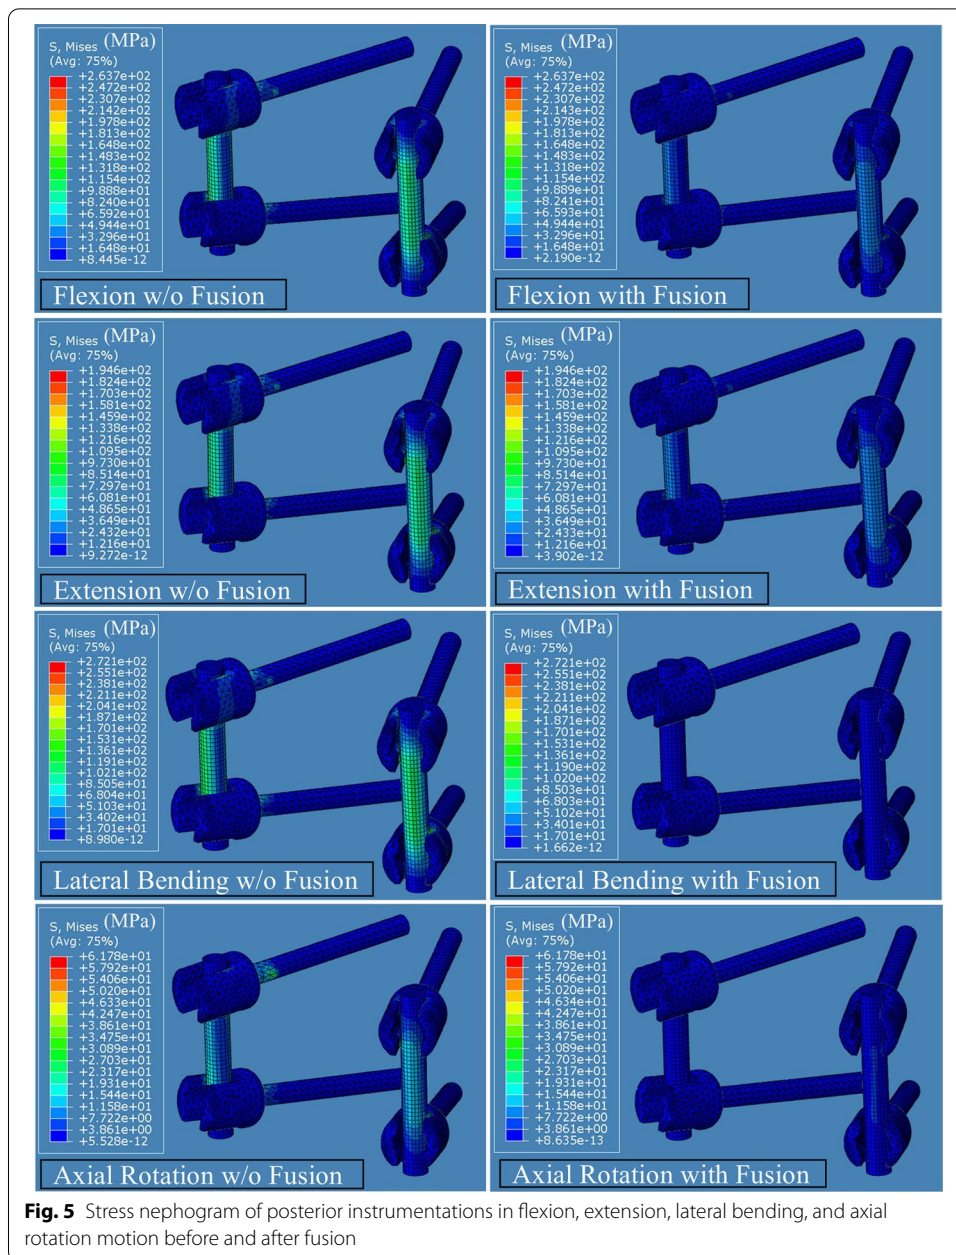 S, Mises (MPa)
(Avg: 75%)
+2.637e+02
+2.472e+02
+2.307e+02
+2.142e+02
+1.978e+02
+1.813e+02
+1.648e+02
+1.483e+02
+1.318e+02
+1.154e+02
+9.888e+01
+8.240e+01
+6.592e+01
+4.944e+01
+3.296e+01
+1.648e+01
+8.445e-12
Flexion w/o Fusion
S, Mises (MPa)
(Avg: 75%)
+2.637e+02
+2.472e+02
+2.307e+02
+2.143e+02
+1.978e+02
+1.813e+02
+1.648e+02
+1.483e+02
+1.318e+02
+1.154e+02
+9.889e+01
+8.241e+01
+6.593e+01
+4.944e+01
+3.296e+01
+1.648e+01
+2.190e-12
Flexion with Fusion
S, Mises (MPa)
(Avg: 75%)
+1.946e+02
+1.824e+02
+1.703e+02
+1.581e+02
+1.459e+02
+1.338e+02
+1.216e+02
+1.095e+02
+9.730e+01
+8.514e+01
+7.297e+01
+6.081e+01
+4.865e+01
+3.649e+01
+2.432e+01
+1.216e+01
+9.272e-12
Extension w/o Fusion
S, Mises (MPa)
(Avg: 75%)
+1.946e+02
+1.824e+02
+1.703e+02
+1.581e+02
+1.459e+02
+1.338e+02
+1.216e+02
+1.095e+02
+9.730e+01
+8.514e+01
+7.297e+01
+6.081e+01
+4.865e+01
+3.649e+01
+2.433e+01
+1.216e+01
+3.902e-12
Extension with Fusion
S, Mises (MPa)
(Avg: 75%)
+2.721e+02
+2.551e+02
+2.381e+02
+2.211e+02
+2.041e+02
+1.871e+02
+1.701e+02
+1.531e+02
+1.361e+02
+1.191e+02
+1.021e+02
+8.505e+01
+6.804e+01
+5.103e+01
+3.402e+01
+1.701e+01
+8.980e-12
Lateral Bending w/o Fusion
S, Mises (MPa)
(Avg: 75%)
+2.721e+02
+2.551e+02
+2.381e+02
+2.211e+02
+2.041e+02
+1.871e+02
+1.701e+02
+1.531e+02
+1.361e+02
+1.190e+02
+1.020e+02
+8.503e+01
+6.803e+01
+5.102e+01
+3.401e+01
+1.701e+01
+1.662e-12
Lateral Bending with Fusion
S, Mises (MPa)
(Avg: 75%)
+6.178e+01
+5.792e+01
+5.406e+01
+5.020e+01
+4.633e+01
+4.247e+01
+3.861e+01
+3.475e+01
+3.089e+01
+2.703e+01
+2.317e+01
+1.931e+01
+1.544e+01
+1.158e+01
+7.722e+00
+3.861e+00
+5.528e-12
Axial Rotation w/o Fusion
S, Mises (MPa)
(Avg: 75%)
+6.178e+01
+5.792e+01
+5.406e+01
+5.020e+01
+4.634e+01
+4.247e+01
+3.861e+01
+3.475e+01
+3.089e+01
+2.703e+01
+2.317e+01
+1.931e+01
+1.544e+01
+1.158e+01
+7.722e+00
+3.861e+00
+8.635e-13
Axial Rotation with Fusion
Fig. 5 Stress nephogram of posterior instrumentations in flexion, extension, lateral bending, and axial
rotation motion before and after fusion